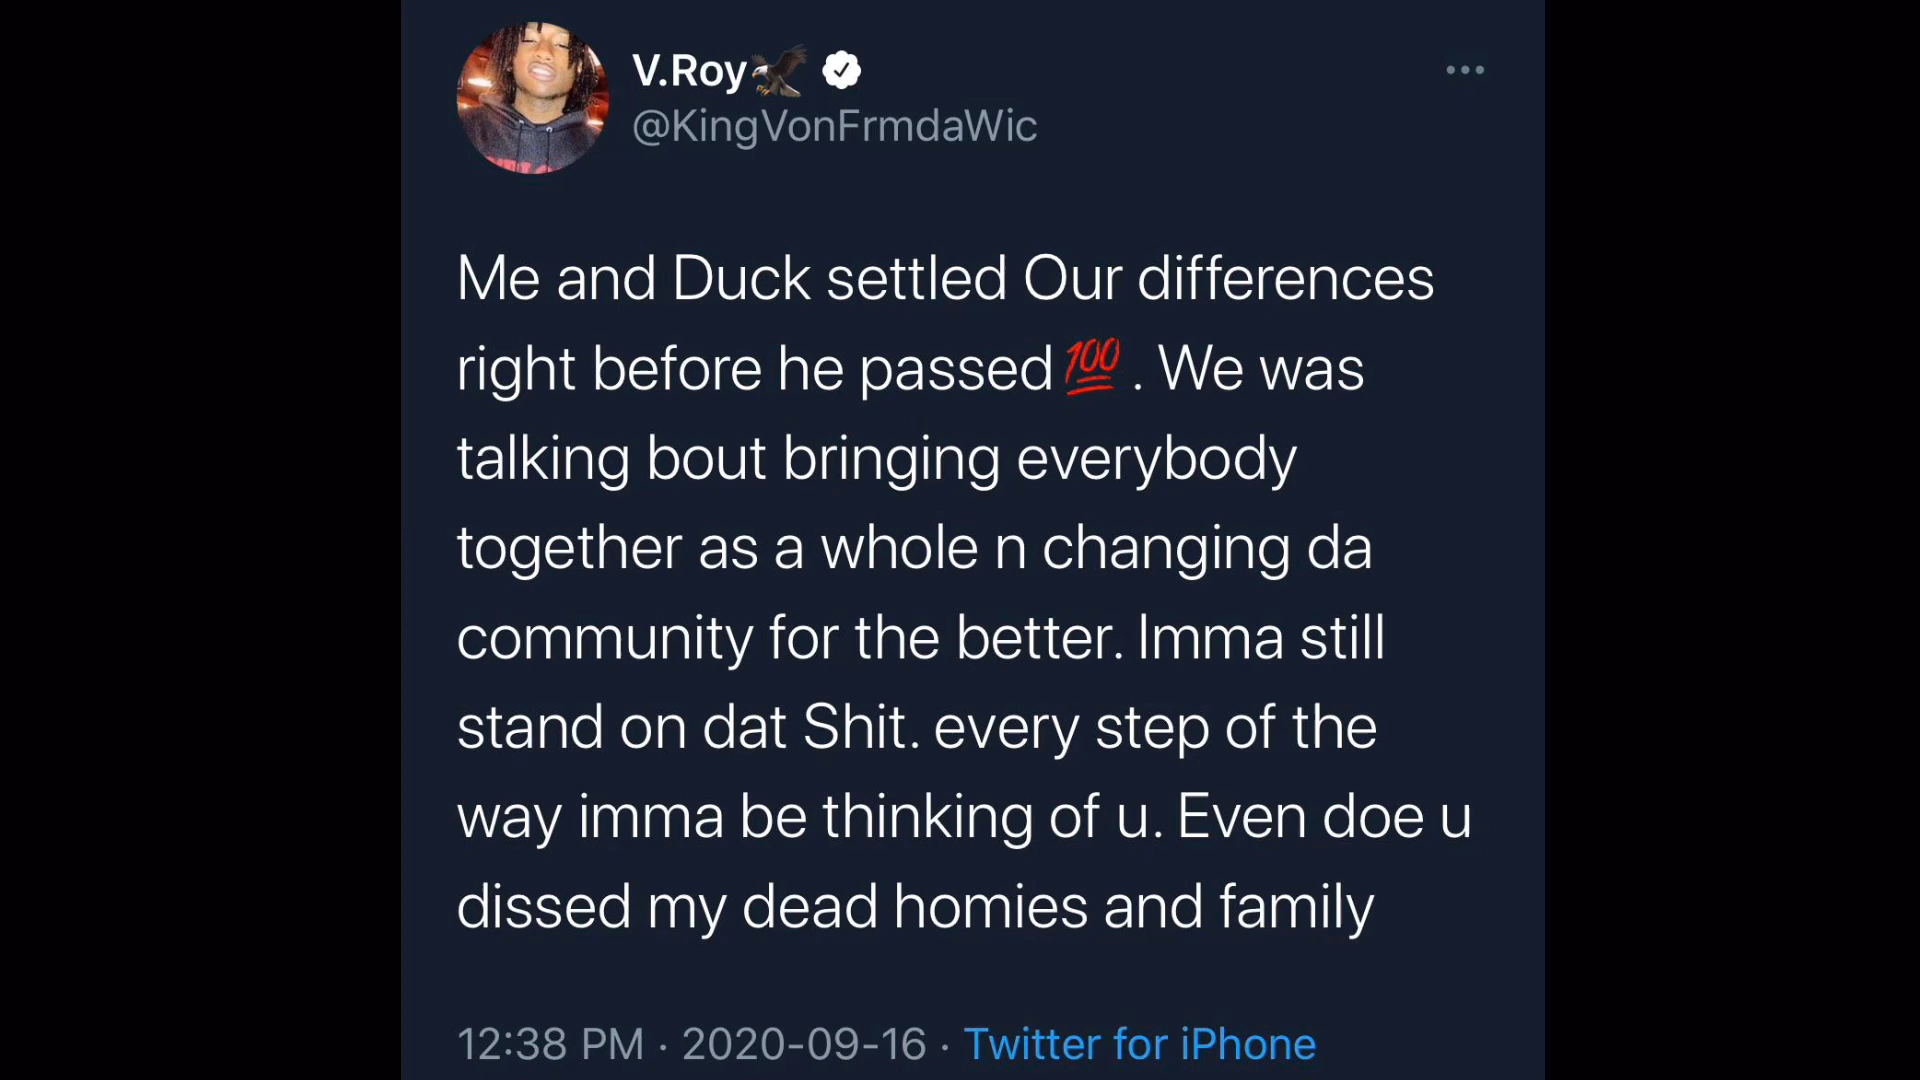 V.Roy🦅
@KingVonFrmdaWic
Me and Duck settled Our differences
right before he passed💯. We was
talking bout bringing everybody
together as a whole n changing da
community for the better. Imma still
stand on dat Shit. every step of the
way imma be thinking of u. Even doe u
dissed my dead homies and family
12:38 PM · 2020-09-16 · Twitter for iPhone